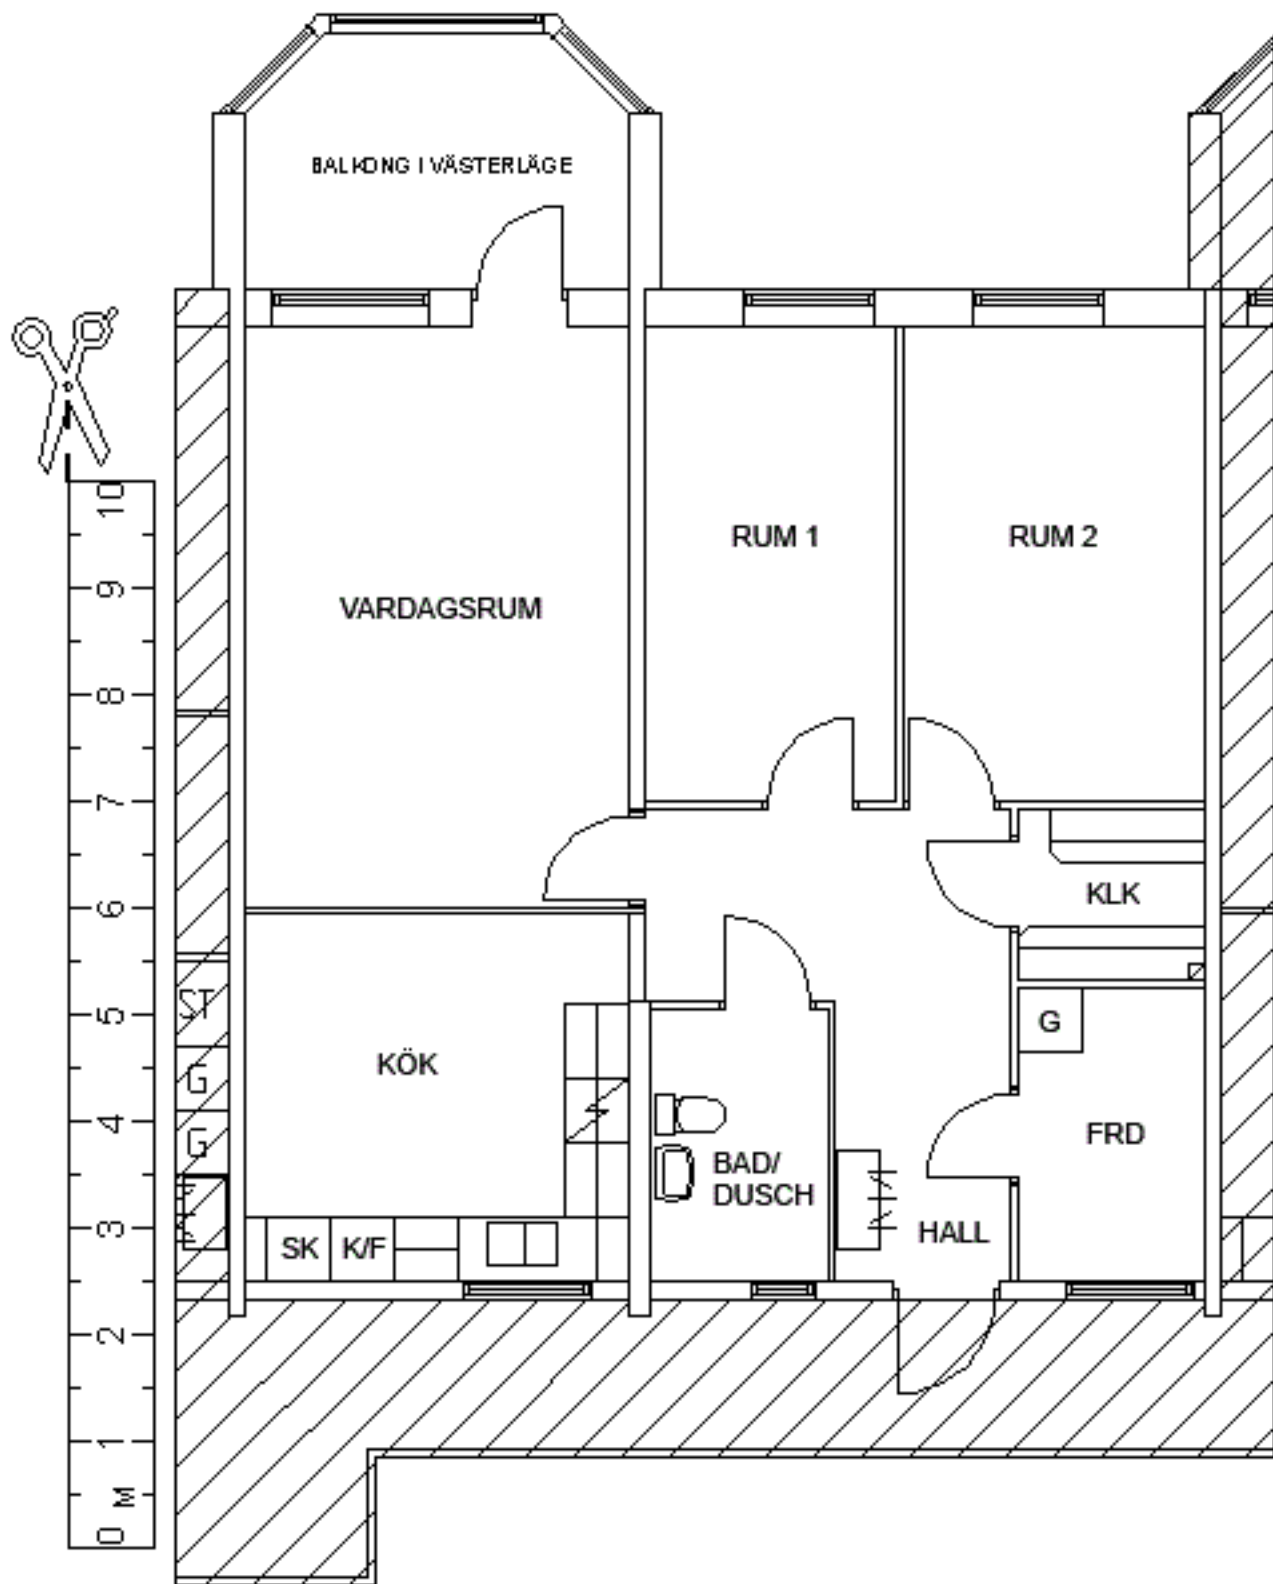 BALKONG I VÄSTERLÄGE
RUM 1
RUM 2
VARDAGSRUM
KLK
KÖK
G
FRD
BAD/
DUSCH
HALL
SK
K/F
ST
G
G
10
9
8
7
6
5
4
3
2
1
M
0